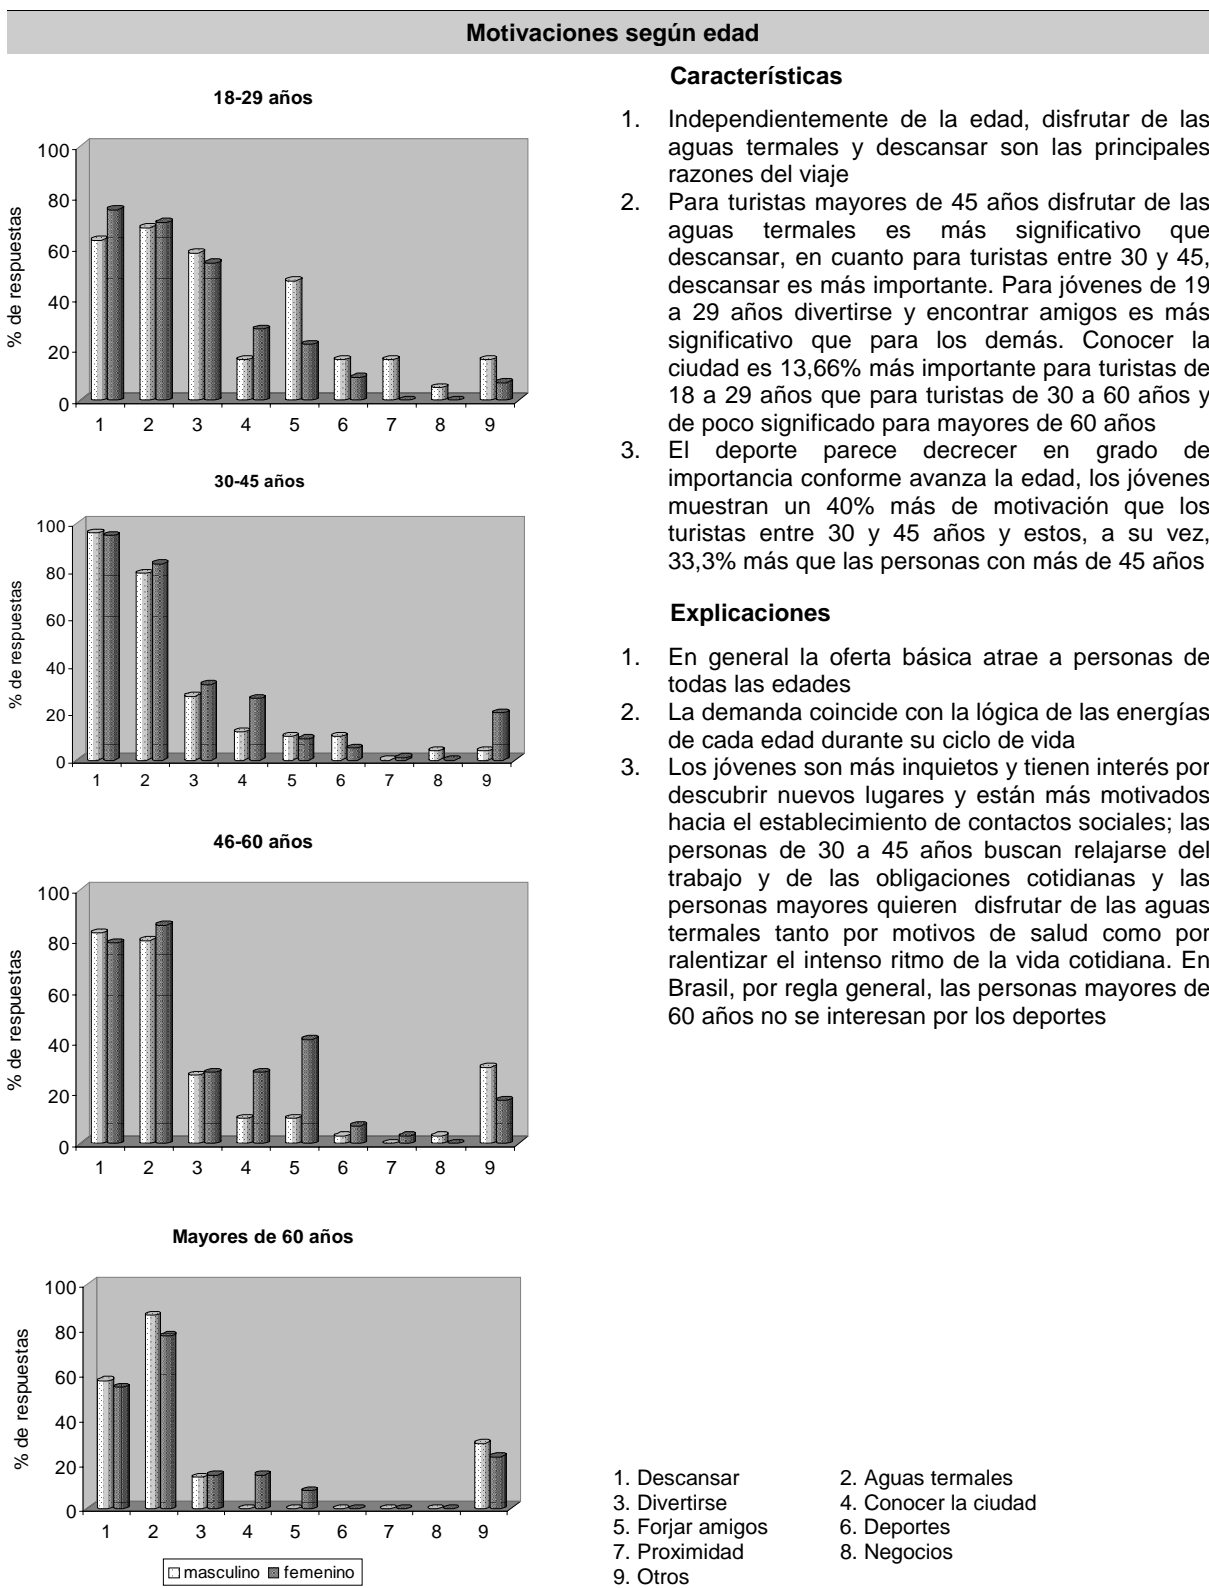 Motivaciones según edad
18-29 años
% de respuestas
100
80
60
40
20
0
1 2 3 4 5 6 7 8 9
30-45 años
% de respuestas
100
80
60
40
20
0
1 2 3 4 5 6 7 8 9
46-60 años
% de respuestas
100
80
60
40
20
0
1 2 3 4 5 6 7 8 9
Mayores de 60 años
% de respuestas
100
80
60
40
20
0
1 2 3 4 5 6 7 8 9
masculino femenino
Características
1. Independientemente de la edad, disfrutar de las
aguas termales y descansar son las principales
razones del viaje
2. Para turistas mayores de 45 años disfrutar de las
aguas termales es más significativo que
descansar, en cuanto para turistas entre 30 y 45,
descansar es más importante. Para jóvenes de 19
a 29 años divertirse y encontrar amigos es más
significativo que para los demás. Conocer la
ciudad es 13,66% más importante para turistas de
18 a 29 años que para turistas de 30 a 60 años y
de poco significado para mayores de 60 años
3. El deporte parece decrecer en grado de
importancia conforme avanza la edad, los jóvenes
muestran un 40% más de motivación que los
turistas entre 30 y 45 años y estos, a su vez,
33,3% más que las personas con más de 45 años
Explicaciones
1. En general la oferta básica atrae a personas de
todas las edades
2. La demanda coincide con la lógica de las energías
de cada edad durante su ciclo de vida
3. Los jóvenes son más inquietos y tienen interés por
descubrir nuevos lugares y están más motivados
hacia el establecimiento de contactos sociales; las
personas de 30 a 45 años buscan relajarse del
trabajo y de las obligaciones cotidianas y las
personas mayores quieren disfrutar de las aguas
termales tanto por motivos de salud como por
ralentizar el intenso ritmo de la vida cotidiana. En
Brasil, por regla general, las personas mayores de
60 años no se interesan por los deportes
1. Descansar 2. Aguas termales
3. Divertirse 4. Conocer la ciudad
5. Forjar amigos 6. Deportes
7. Proximidad 8. Negocios
9. Otros